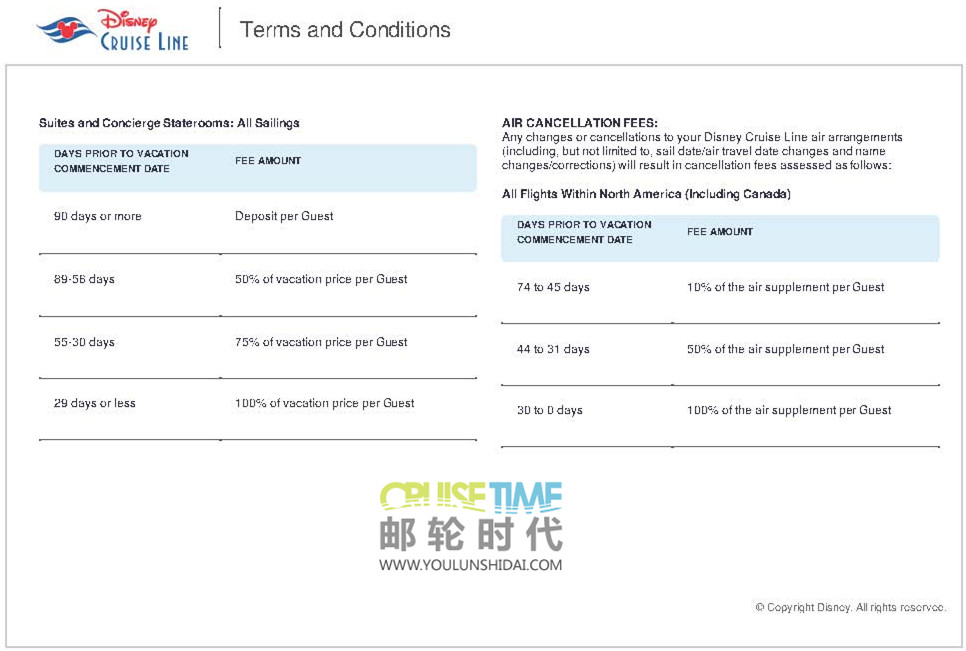 Disney
CRUISE LINE
Terms and Conditions
Suites and Concierge Staterooms: All Sailings
DAYS PRIOR TO VACATION
COMMENCEMENT DATE
FEE AMOUNT
90 days or more
Deposit per Guest
89-56 days
50% of vacation price per Guest
55-30 days
75% of vacation price per Guest
29 days or less
100% of vacation price per Guest
AIR CANCELLATION FEES:
Any changes or cancellations to your Disney Cruise Line air arrangements
(including, but not limited to, sail date/air travel date changes and name
changes/corrections) will result in cancellation fees assessed as follows:
All Flights Within North America (Including Canada)
DAYS PRIOR TO VACATION
COMMENCEMENT DATE
FEE AMOUNT
74 to 45 days
10% of the air supplement per Guest
44 to 31 days
50% of the air supplement per Guest
30 to 0 days
100% of the air supplement per Guest
CRUISETIME
邮轮时代
WWW.YOULUNSHIDAI.COM
© Copyright Disney. All rights reserved.